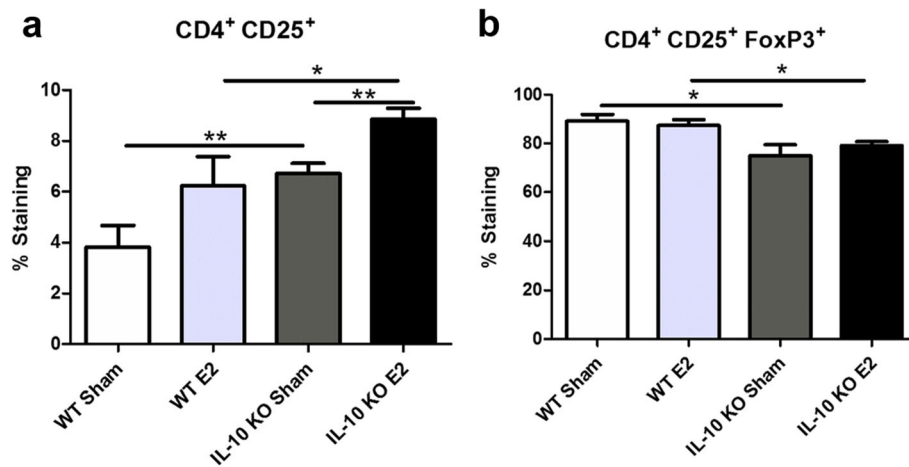 a
CD4⁺ CD25⁺
*
**
**
% Staining
10
8
6
4
2
0
WT Sham
WT E2
IL-10 KO Sham
IL-10 KO E2
b
CD4⁺ CD25⁺ FoxP3⁺
*
*
% Staining
100
80
60
40
20
0
WT Sham
WT E2
IL-10 KO Sham
IL-10 KO E2